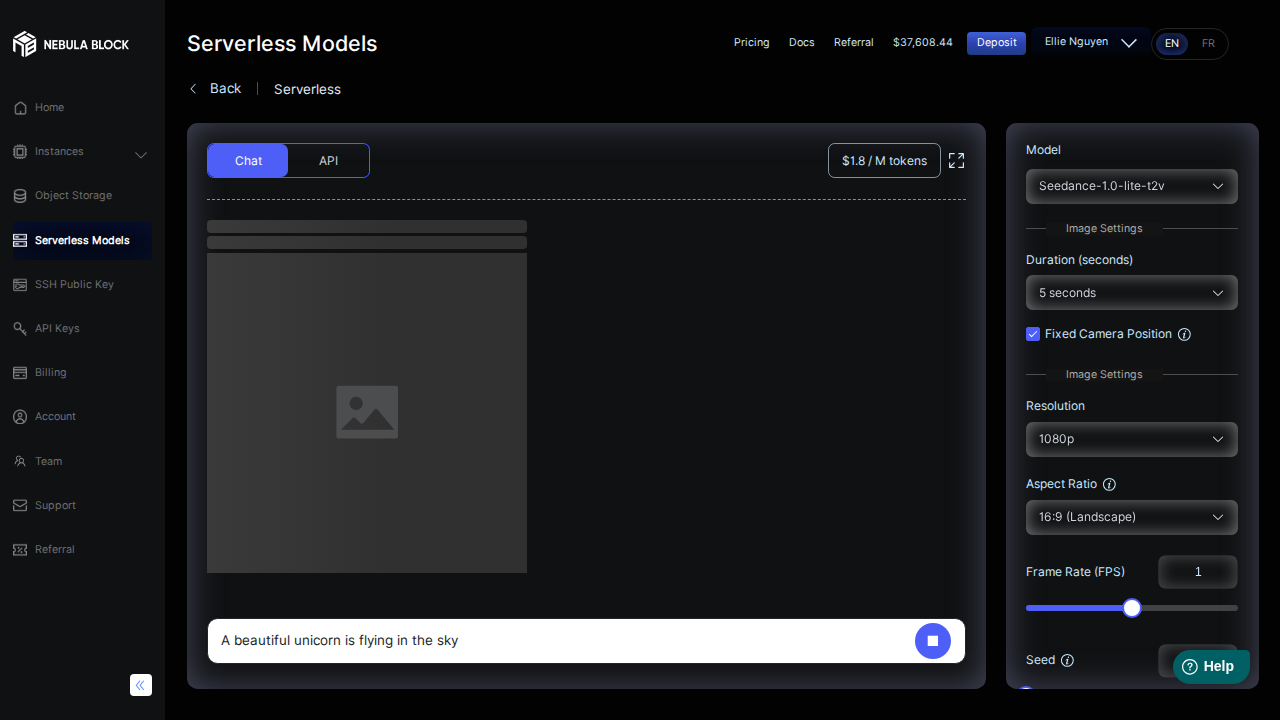 NEBULA BLOCK
Home
Instances
Object Storage
Serverless Models
SSH Public Key
API Keys
Billing
Account
Team
Support
Referral
Serverless Models
Pricing
Docs
Referral
$37,608.44
Deposit
Ellie Nguyen
EN
FR
Back
Serverless
Chat
API
$1.8 / M tokens
A beautiful unicorn is flying in the sky
Model
Seedance-1.0-lite-t2v
Image Settings
Duration (seconds)
5 seconds
Fixed Camera Position
Image Settings
Resolution
1080p
Aspect Ratio
16:9 (Landscape)
Frame Rate (FPS)
1
Seed
Help